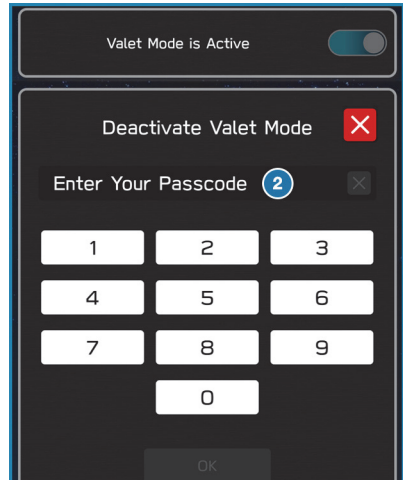 Valet Mode is Active
Deactivate Valet Mode
Enter Your Passcode 2
1 2 3
4 5 6
7 8 9
0
OK